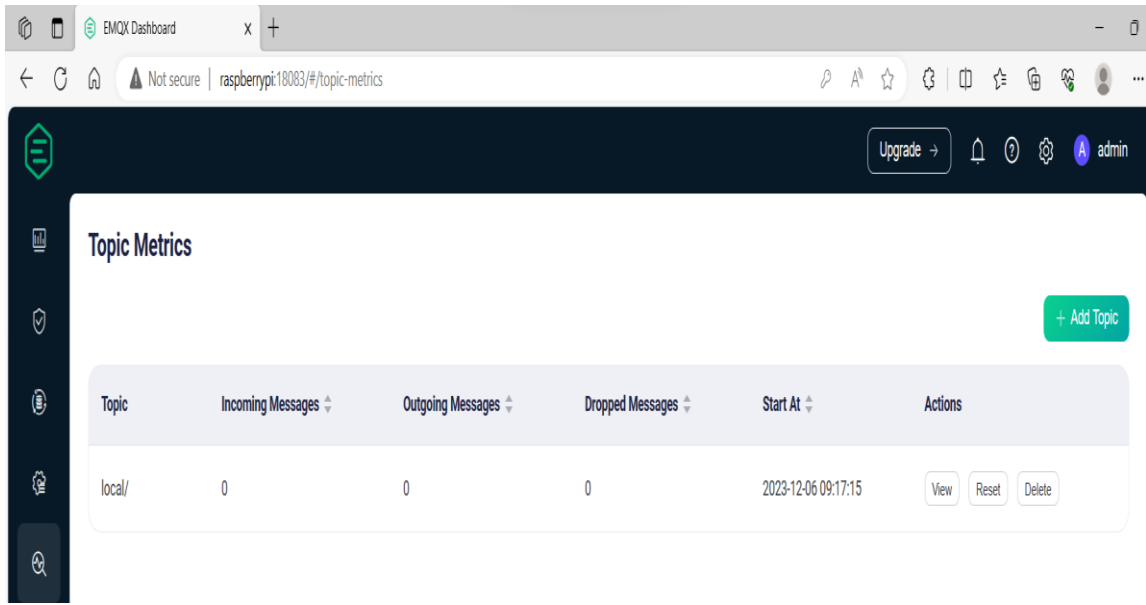 EMQX Dashboard
Not secure | raspberrypi:18083/#/topic-metrics
Upgrade → A admin
Topic Metrics
+ Add Topic
Topic Incoming Messages Outgoing Messages Dropped Messages Start At Actions
local/ 0 0 0 2023-12-06 09:17:15 View Reset Delete